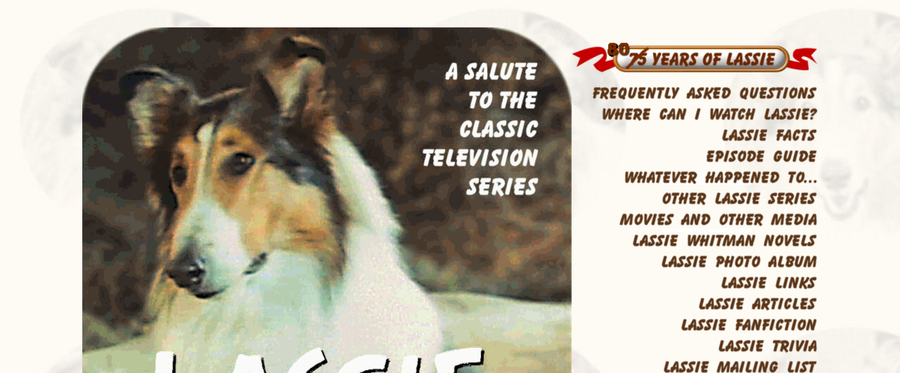 A SALUTE
TO THE
CLASSIC
TELEVISION
SERIES
LASSIE
80
75 YEARS OF LASSIE
FREQUENTLY ASKED QUESTIONS
WHERE CAN I WATCH LASSIE?
LASSIE FACTS
EPISODE GUIDE
WHATEVER HAPPENED TO...
OTHER LASSIE SERIES
MOVIES AND OTHER MEDIA
LASSIE WHITMAN NOVELS
LASSIE PHOTO ALBUM
LASSIE LINKS
LASSIE ARTICLES
LASSIE FANFICTION
LASSIE TRIVIA
LASSIE MAILING LIST